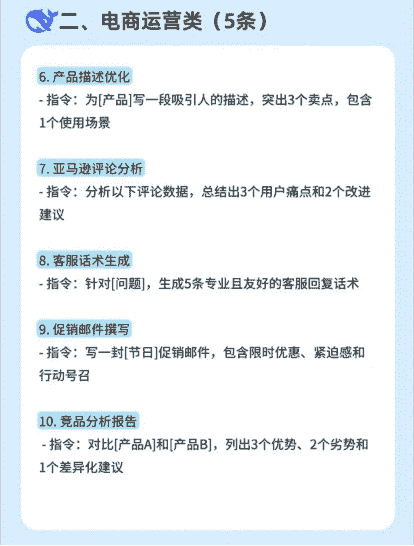 二、电商运营类（5条）
6. 产品描述优化
- 指令：为[产品]写一段吸引人的描述，突出3个卖点，包含
1个使用场景
7. 亚马逊评论分析
- 指令：分析以下评论数据，总结出3个用户痛点和2个改进
建议
8. 客服话术生成
- 指令：针对[问题]，生成5条专业且友好的客服回复话术
9. 促销邮件撰写
- 指令：写一封[节日]促销邮件，包含限时优惠、紧迫感和
行动号召
10. 竞品分析报告
- 指令：对比[产品A]和[产品B]，列出3个优势、2个劣势和
1个差异化建议